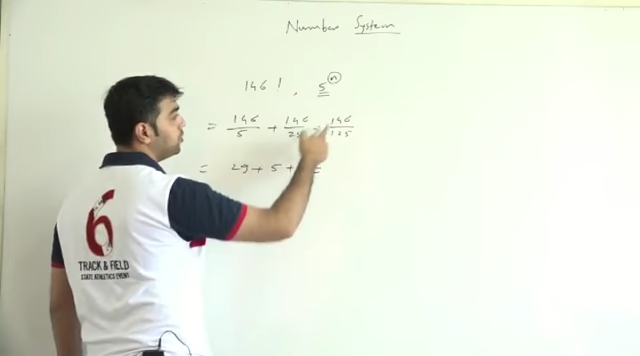 Number System
146! , 5^n
= 146/5 + 146/25 + 146/125
= 29 + 5 + =
6
TRACK & FIELD
STATE ATHLETICS EVENT